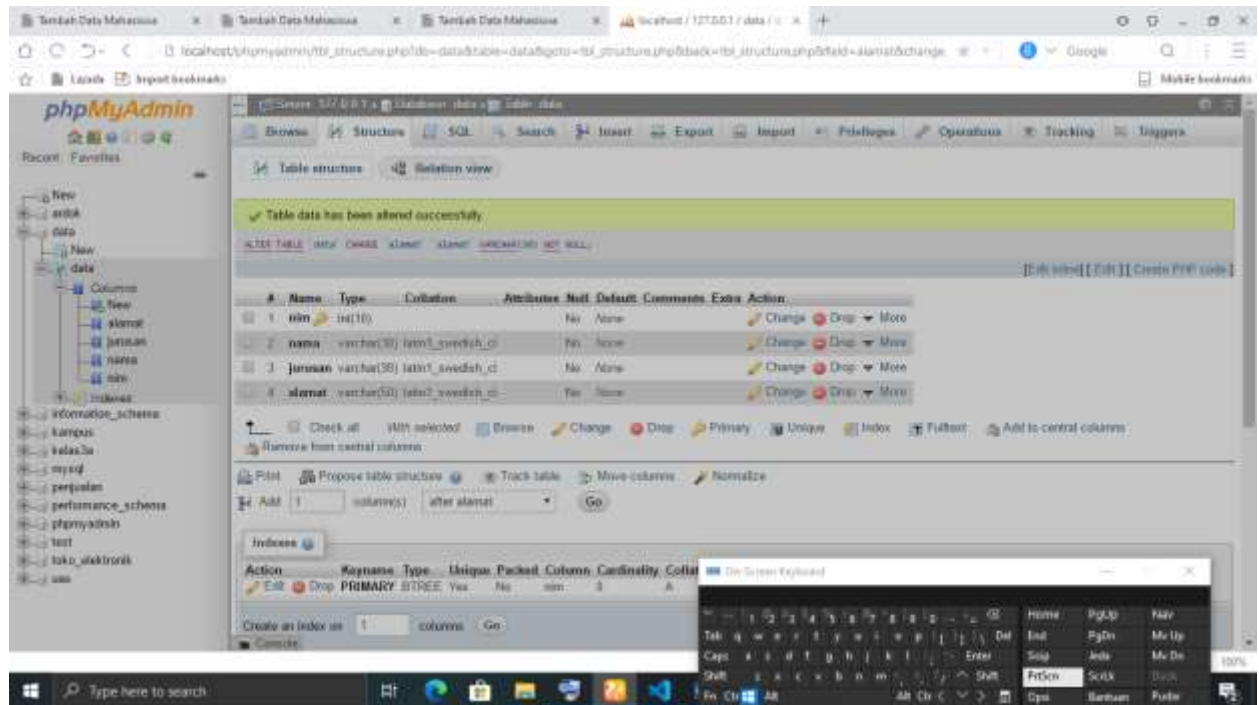 Tambah Data Mahasiswa Tambah Data Mahasiswa Tambah Data Mahasiswa localhost / 127.0.0.1 / data /
Google
Lazada Import bookmarks Mobile bookmarks
phpMyAdmin
Server: 127.0.0.1 Database: data Table: data
Browse Structure SQL Search Insert Export Import Privileges Operations Tracking Triggers
Recent Favorites
Table structure Relation view
New
data
New
data
Columns
New
alamat
jurusan
nama
nim
Indexes
information_schema
kampus
kelas3a
mysql
penjualan
performance_schema
phpmyadmin
test
toko_elektronik
Table data has been altered successfully.
ALTER TABLE data CHANGE alamat alamat NOT NULL;
[Edit inline] [ Edit ] [ Create PHP code ]
# Name Type Collation Attributes Null Default Comments Extra Action
1 nim int(10) No None Change Drop More
2 nama varchar(30) latin1_swedish_ci No None Change Drop More
3 jurusan varchar(30) latin1_swedish_ci No None Change Drop More
4 alamat varchar(50) latin1_swedish_ci No None Change Drop More
Check all With selected: Browse Change Drop Primary Unique Index Fulltext Add to central columns
Remove from central columns
Print Propose table structure Track table Move columns Normalize
Add 1 column(s) after alamat Go
Indexes
Action Keyname Type Unique Packed Column Cardinality
Edit Drop PRIMARY BTREE Yes No nim A
Create an index on 1 columns Go
Console
On-Screen Keyboard
Home PgUp Nav
Tab q w e r t y u i o p Del End PgDn Mv Up
Caps a s d f g h j k l Enter Mv Dn
Shift z x c v b n m Shift PrtScn ScrLk
Fn Ctrl Alt Alt Ctrl Opsi Bantuan Pudar
100%
Type here to search